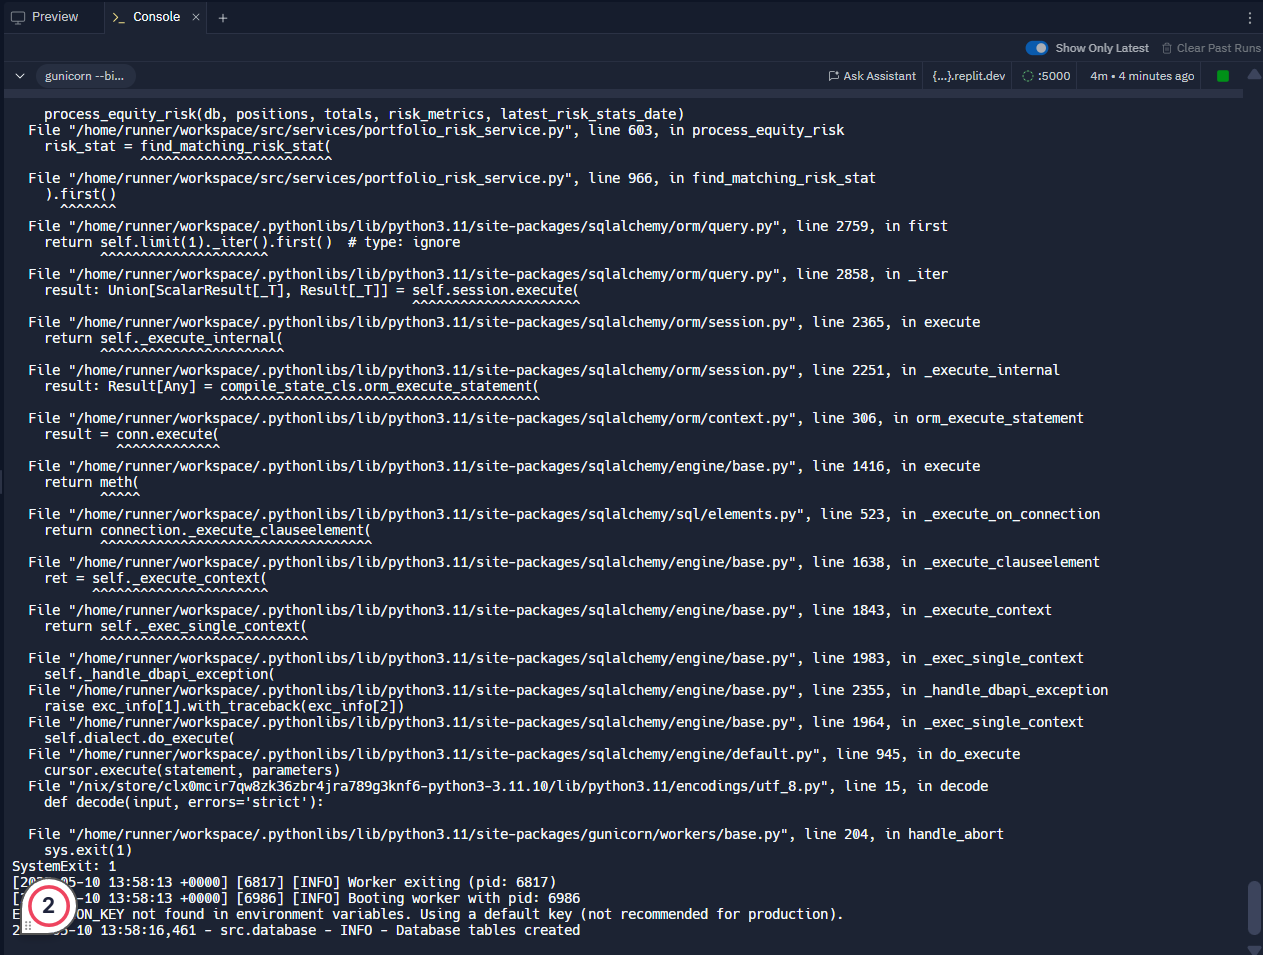 Preview
Console
Show Only Latest
Clear Past Runs
gunicorn --bi...
Ask Assistant
{...}.replit.dev
:5000
4m • 4 minutes ago
process_equity_risk(db, positions, totals, risk_metrics, latest_risk_stats_date)
File "/home/runner/workspace/src/services/portfolio_risk_service.py", line 603, in process_equity_risk
risk_stat = find_matching_risk_stat(
^^^^^^^^^^^^^^^^^^^^^^^^
File "/home/runner/workspace/src/services/portfolio_risk_service.py", line 966, in find_matching_risk_stat
).first()
^^^^^^^
File "/home/runner/workspace/.pythonlibs/lib/python3.11/site-packages/sqlalchemy/orm/query.py", line 2759, in first
return self.limit(1)._iter().first()  # type: ignore
^^^^^^^^^^^^^^^^^^^^^
File "/home/runner/workspace/.pythonlibs/lib/python3.11/site-packages/sqlalchemy/orm/query.py", line 2858, in _iter
result: Union[ScalarResult[_T], Result[_T]] = self.session.execute(
^^^^^^^^^^^^^^^^^^^^^
File "/home/runner/workspace/.pythonlibs/lib/python3.11/site-packages/sqlalchemy/orm/session.py", line 2365, in execute
return self._execute_internal(
^^^^^^^^^^^^^^^^^^^^^^^
File "/home/runner/workspace/.pythonlibs/lib/python3.11/site-packages/sqlalchemy/orm/session.py", line 2251, in _execute_internal
result: Result[Any] = compile_state_cls.orm_execute_statement(
^^^^^^^^^^^^^^^^^^^^^^^^^^^^^^^^^^^^^^^^
File "/home/runner/workspace/.pythonlibs/lib/python3.11/site-packages/sqlalchemy/orm/context.py", line 306, in orm_execute_statement
result = conn.execute(
^^^^^^^^^^^^^
File "/home/runner/workspace/.pythonlibs/lib/python3.11/site-packages/sqlalchemy/engine/base.py", line 1416, in execute
return meth(
^^^^^
File "/home/runner/workspace/.pythonlibs/lib/python3.11/site-packages/sqlalchemy/sql/elements.py", line 523, in _execute_on_connection
return connection._execute_clauseelement(
^^^^^^^^^^^^^^^^^^^^^^^^^^^^^^^^^^
File "/home/runner/workspace/.pythonlibs/lib/python3.11/site-packages/sqlalchemy/engine/base.py", line 1638, in _execute_clauseelement
ret = self._execute_context(
^^^^^^^^^^^^^^^^^^^^^^
File "/home/runner/workspace/.pythonlibs/lib/python3.11/site-packages/sqlalchemy/engine/base.py", line 1843, in _execute_context
return self._exec_single_context(
^^^^^^^^^^^^^^^^^^^^^^^^^^
File "/home/runner/workspace/.pythonlibs/lib/python3.11/site-packages/sqlalchemy/engine/base.py", line 1983, in _exec_single_context
self._handle_dbapi_exception(
File "/home/runner/workspace/.pythonlibs/lib/python3.11/site-packages/sqlalchemy/engine/base.py", line 2355, in _handle_dbapi_exception
raise exc_info[1].with_traceback(exc_info[2])
File "/home/runner/workspace/.pythonlibs/lib/python3.11/site-packages/sqlalchemy/engine/base.py", line 1964, in _exec_single_context
self.dialect.do_execute(
File "/home/runner/workspace/.pythonlibs/lib/python3.11/site-packages/sqlalchemy/engine/default.py", line 945, in do_execute
cursor.execute(statement, parameters)
File "/nix/store/clx0mcir7qw8zk36zbr4jra789g3knf6-python3-3.11.10/lib/python3.11/encodings/utf_8.py", line 15, in decode
def decode(input, errors='strict'):
File "/home/runner/workspace/.pythonlibs/lib/python3.11/site-packages/gunicorn/workers/base.py", line 204, in handle_abort
sys.exit(1)
SystemExit: 1
-10 13:58:13 +0000] [6817] [INFO] Worker exiting (pid: 6817)
-10 13:58:13 +0000] [6986] [INFO] Booting worker with pid: 6986
2
ON_KEY not found in environment variables. Using a default key (not recommended for production).
-10 13:58:16,461 - src.database - INFO - Database tables created